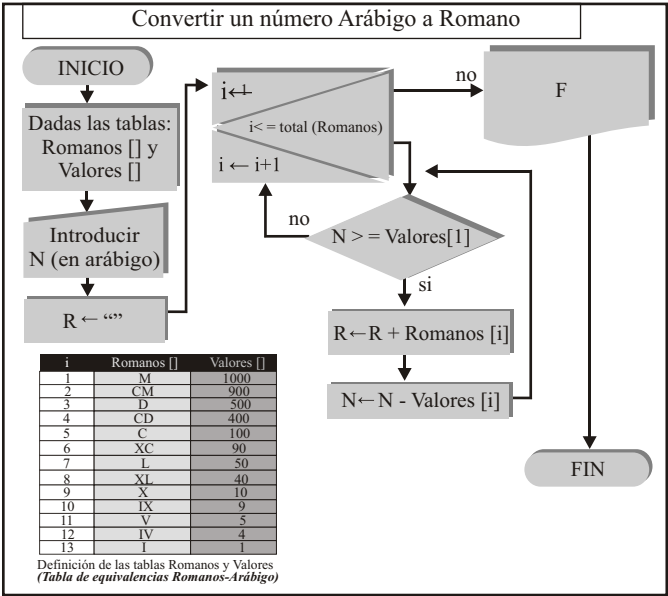 Convertir un número Arábigo a Romano
INICIO
Dadas las tablas:
Romanos [] y
Valores []
Introducir
N (en arábigo)
R ← “”
i←1
i< = total (Romanos)
i ← i+1
no
F
no
N > = Valores[1]
si
R←R + Romanos [i]
N←N - Valores [i]
FIN
i Romanos [] Valores []
1 M 1000
2 CM 900
3 D 500
4 CD 400
5 C 100
6 XC 90
7 L 50
8 XL 40
9 X 10
10 IX 9
11 V 5
12 IV 4
13 I 1
Definición de las tablas Romanos y Valores
(Tabla de equivalencias Romanos-Arábigo)